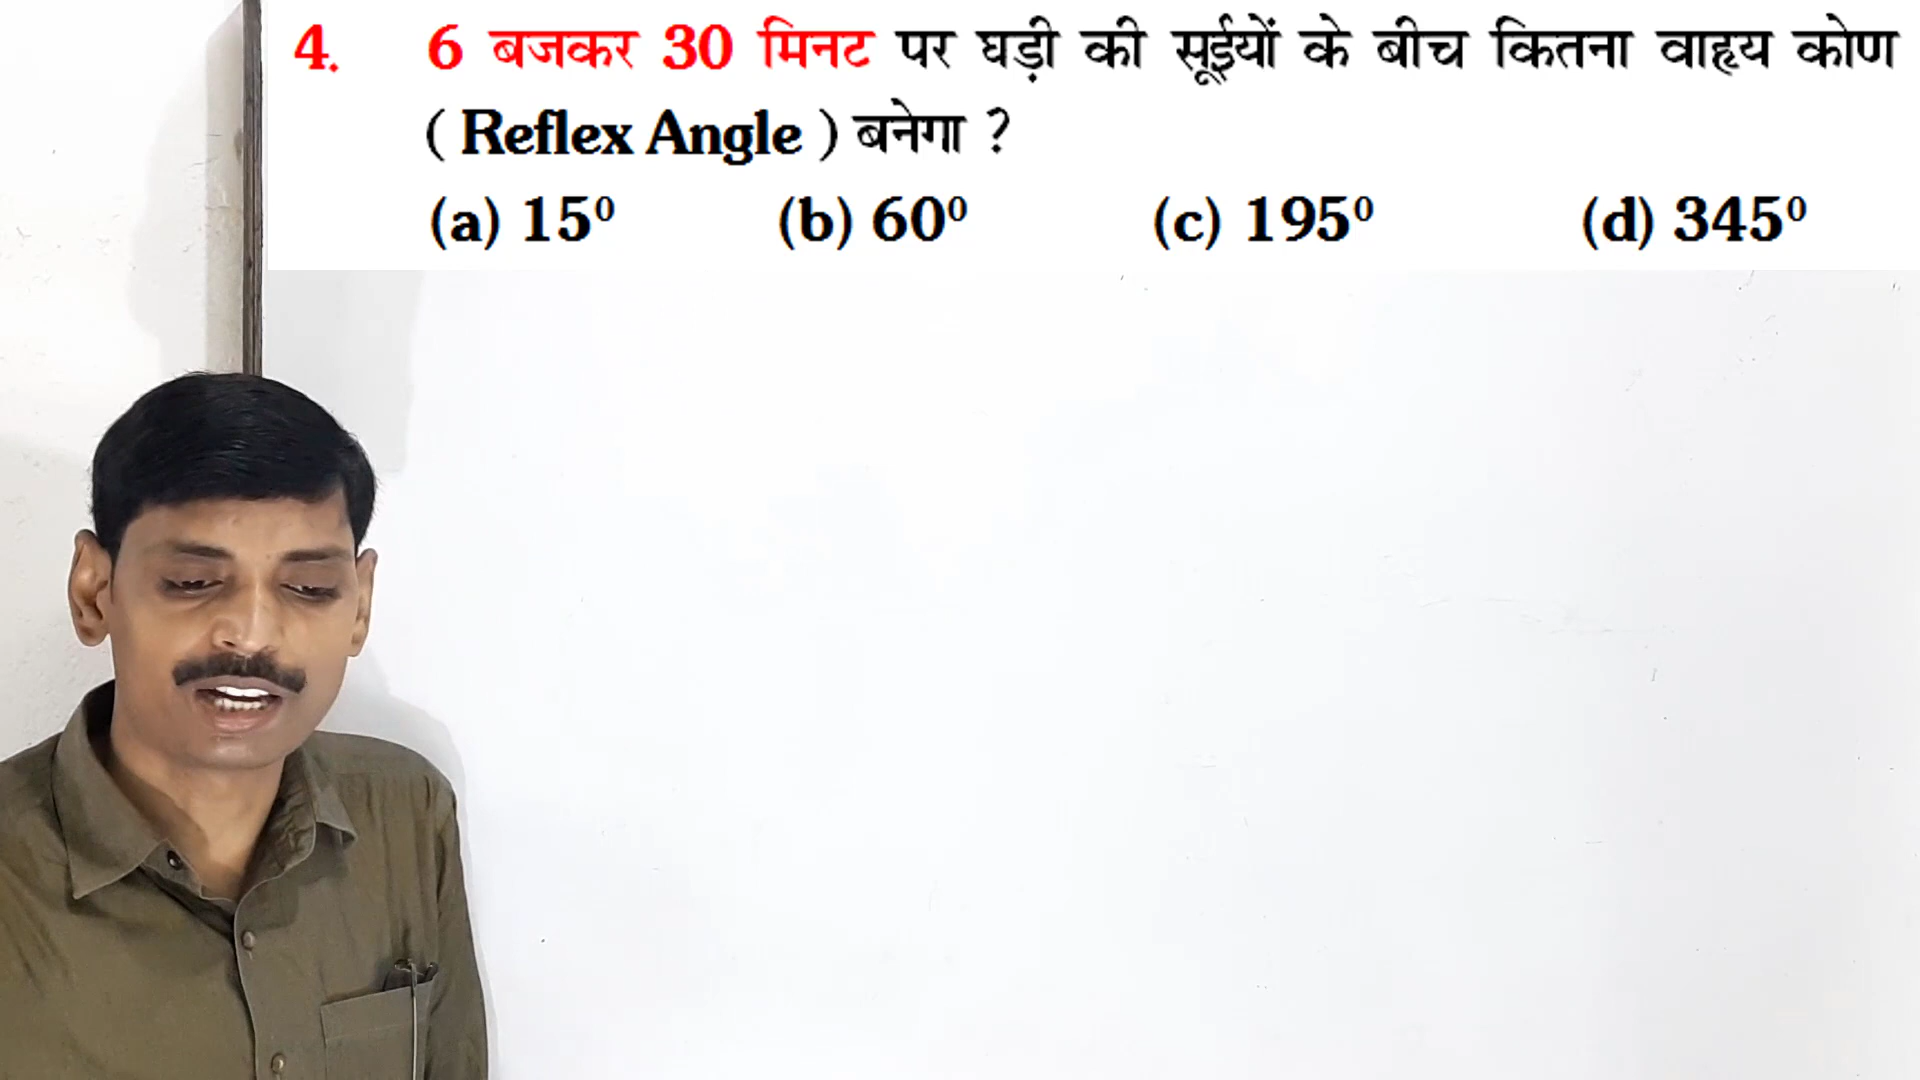 4. 6 बजकर 30 मिनट पर घड़ी की सूईयों के बीच कितना वाहृय कोण
( Reflex Angle ) बनेगा ?
(a) 15⁰ (b) 60⁰ (c) 195⁰ (d) 345⁰